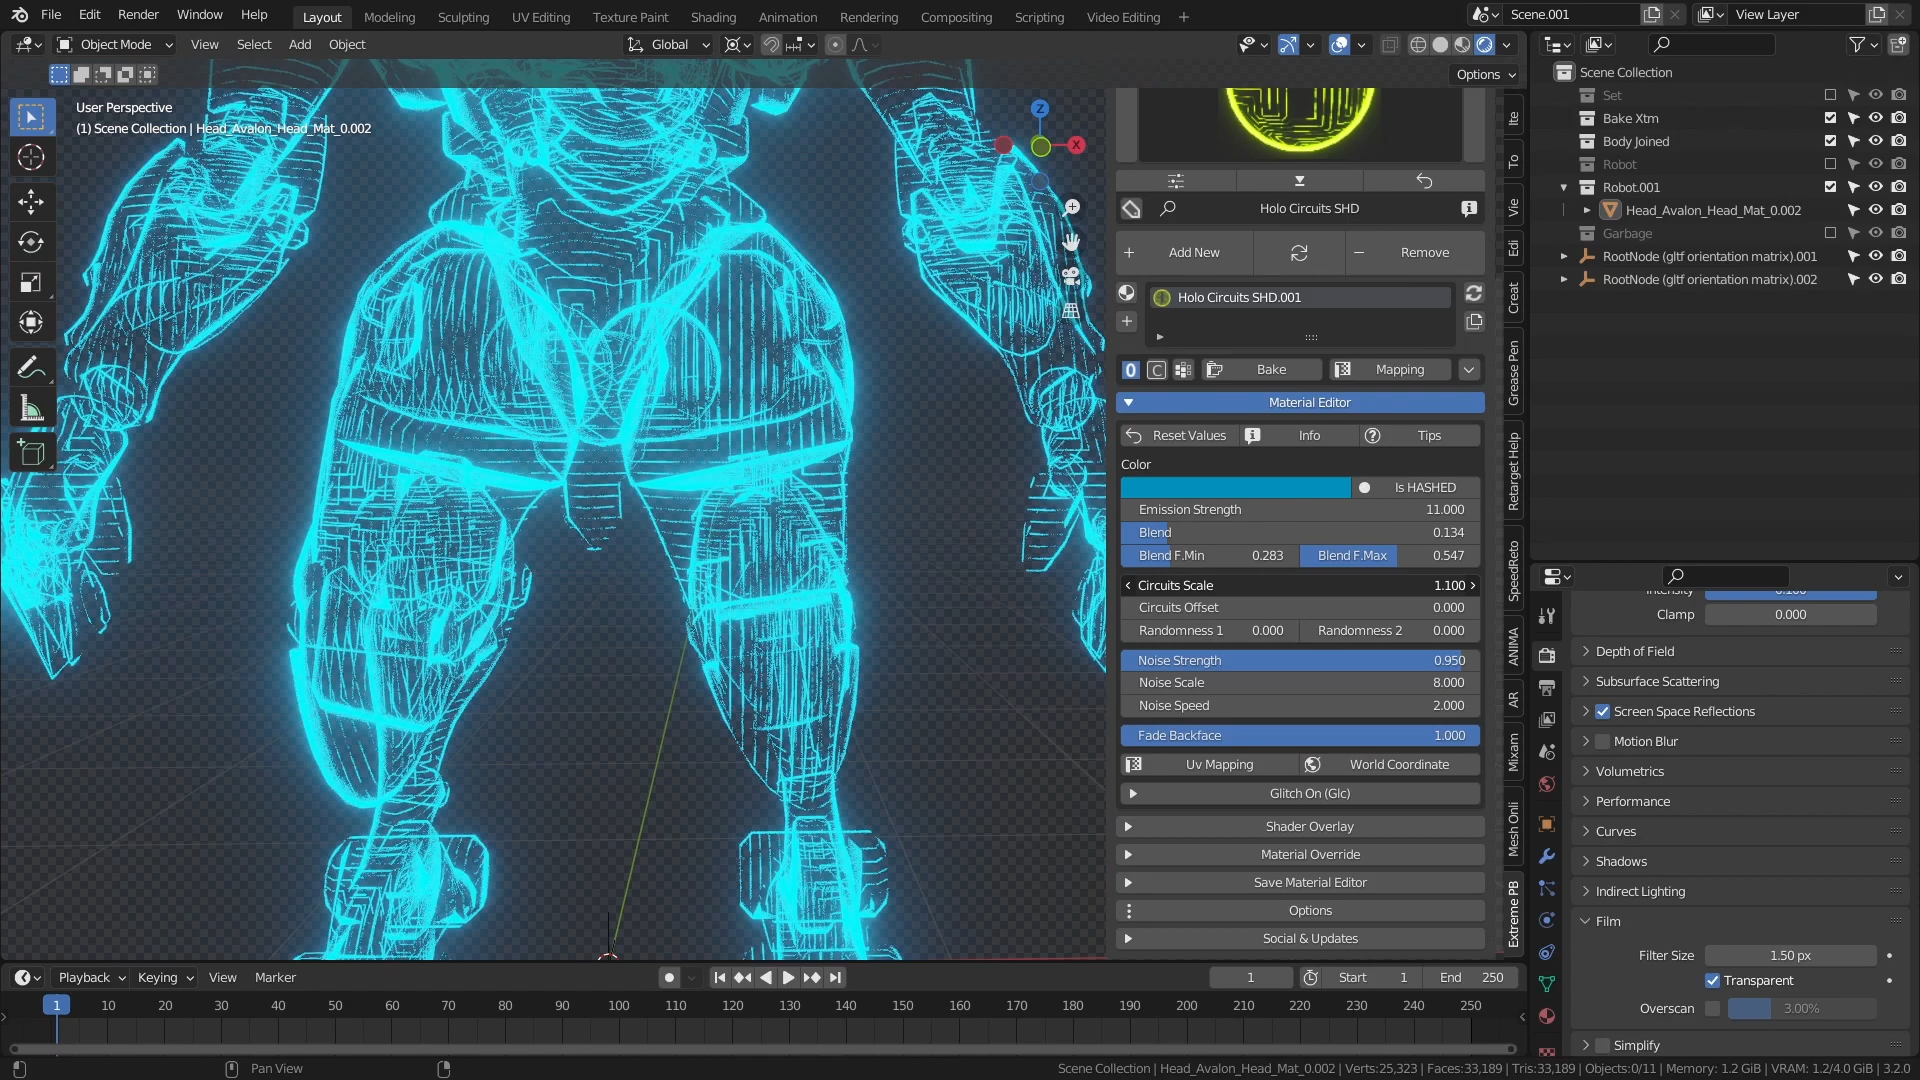 File Edit Render Window Help Layout Modeling Sculpting UV Editing Texture Paint Shading Animation Rendering Compositing Scripting Video Editing + Scene.001 View Layer
Object Mode View Select Add Object Global
Options
User Perspective
(1) Scene Collection | Head_Avalon_Head_Mat_0.002
Z
X
Holo Circuits SHD
Add New Remove
Holo Circuits SHD.001
0 C Bake Mapping
Material Editor
Reset Values Info Tips
Color
Is HASHED
Emission Strength 11.000
Blend 0.134
Blend F.Min 0.283 Blend F.Max 0.547
Circuits Scale 1.100
Circuits Offset 0.000
Randomness 1 0.000 Randomness 2 0.000
Noise Strength 0.950
Noise Scale 8.000
Noise Speed 2.000
Fade Backface 1.000
Uv Mapping World Coordinate
Glitch On (Glc)
Shader Overlay
Material Override
Save Material Editor
Options
Social & Updates
Ite
To
Vie
Edi
Creat
Grease Pen
Retarget Help
SpeedReto
ANIMA
AR
Mixam
Mesh Onli
Extreme PB
Scene Collection
Set
Bake Xtm
Body Joined
Robot
Robot.001
Head_Avalon_Head_Mat_0.002
Garbage
RootNode (gltf orientation matrix).001
RootNode (gltf orientation matrix).002
Intensity 0.100
Clamp 0.000
Depth of Field
Subsurface Scattering
Screen Space Reflections
Motion Blur
Volumetrics
Performance
Curves
Shadows
Indirect Lighting
Film
Filter Size 1.50 px
Transparent
Overscan 3.00%
Simplify
Playback Keying View Marker 1 Start 1 End 250
1 10 20 30 40 50 60 70 80 90 100 110 120 130 140 150 160 170 180 190 200 210 220 230 240 250
Pan View
Scene Collection | Head_Avalon_Head_Mat_0.002 | Verts:25,323 | Faces:33,189 | Tris:33,189 | Objects:0/11 | Memory: 1.2 GiB | VRAM: 1.2/4.0 GiB | 3.2.0